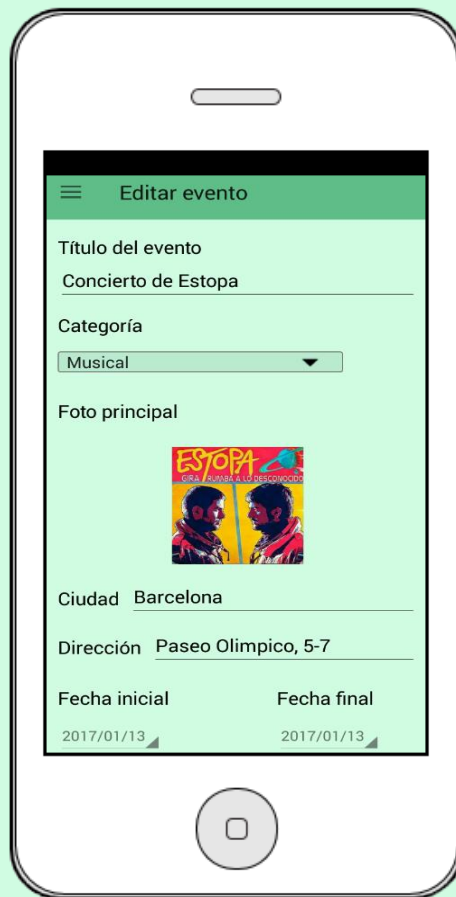 Editar evento
Título del evento
Concierto de Estopa
Categoría
Musical
Foto principal
ESTOPA
GIRA RUMBA A LO DESCONOCIDO
Ciudad Barcelona
Dirección Paseo Olimpico, 5-7
Fecha inicial Fecha final
2017/01/13 2017/01/13